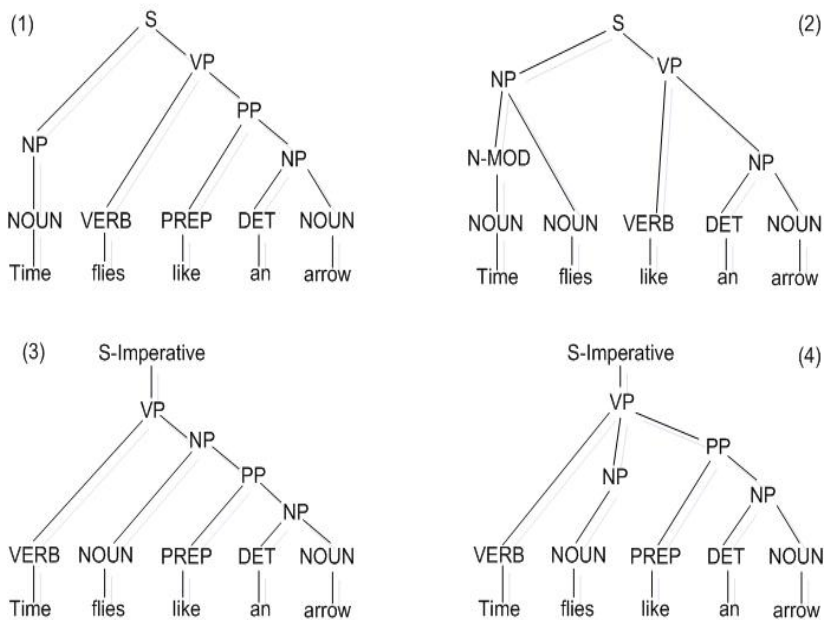 (1) S S (2)
VP VP
NP
PP
NP N-MOD NP NP
NOUN VERB PREP DET NOUN NOUN NOUN VERB DET NOUN
Time flies like an arrow Time flies like an arrow
(3) S-Imperative S-Imperative (4)
VP VP
NP PP
PP NP
NP NP
VERB NOUN PREP DET NOUN VERB NOUN PREP DET NOUN
Time flies like an arrow Time flies like an arrow